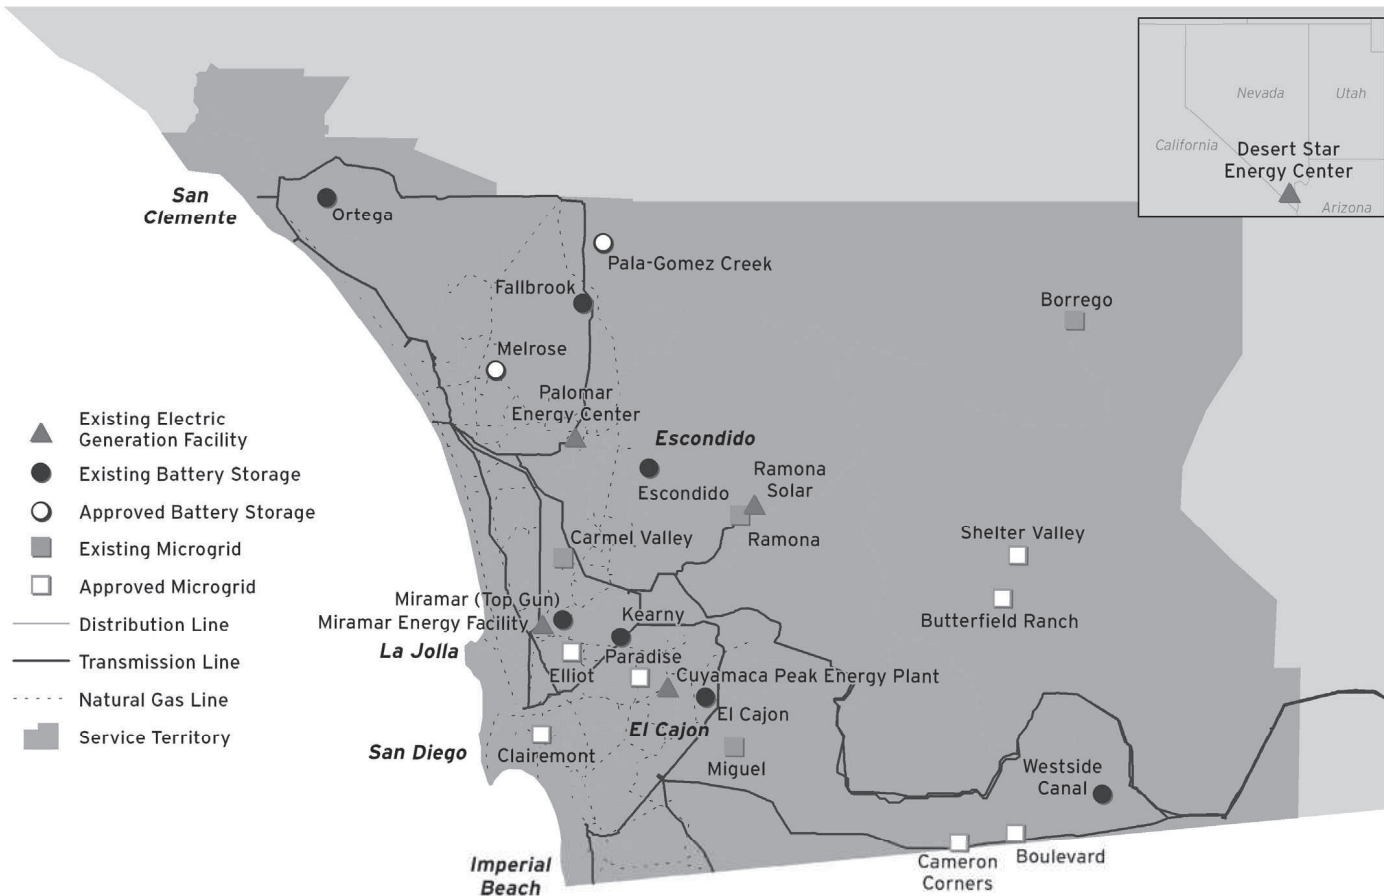 Nevada
Utah
California
Desert Star
Energy Center
Arizona
San
Clemente
Ortega
Pala-Gomez Creek
Fallbrook
Borrego
Melrose
Palomar
Energy Center
Escondido
Ramona
Solar
Escondido
Ramona
Carmel Valley
Shelter Valley
Butterfield Ranch
Miramar (Top Gun)
Miramar Energy Facility
Kearny
La Jolla
Elliot
Paradise
Cuyamaca Peak Energy Plant
El Cajon
El Cajon
San Diego
Clairemont
Miguel
Westside
Canal
Imperial
Beach
Cameron
Corners
Boulevard
Existing Electric
Generation Facility
Existing Battery Storage
Approved Battery Storage
Existing Microgrid
Approved Microgrid
Distribution Line
Transmission Line
Natural Gas Line
Service Territory